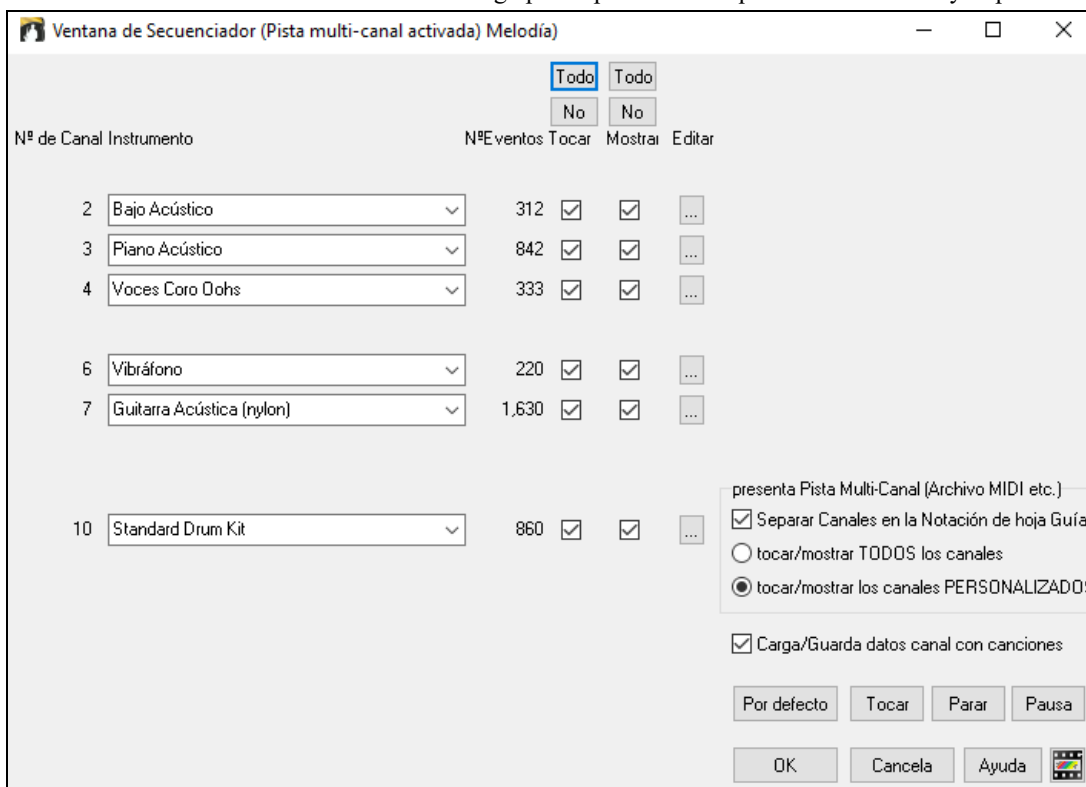 Ventana de Secuenciador (Pista multi-canal activada) Melodía)
Todo Todo
No No
Nº de Canal Instrumento NºEventos Tocar Mostrar Editar
2 Bajo Acústico 312 ...
3 Piano Acústico 842 ...
4 Voces Coro Oohs 333 ...
6 Vibráfono 220 ...
7 Guitarra Acústica (nylon) 1,630 ...
presenta Pista Multi-Canal (Archivo MIDI etc.)
Separar Canales en la Notación de hoja Guía
10 Standard Drum Kit 860 ...
tocar/mostrar TODOS los canales
tocar/mostrar los canales PERSONALIZADOS
Carga/Guarda datos canal con canciones
Por defecto Tocar Parar Pausa
OK Cancela Ayuda